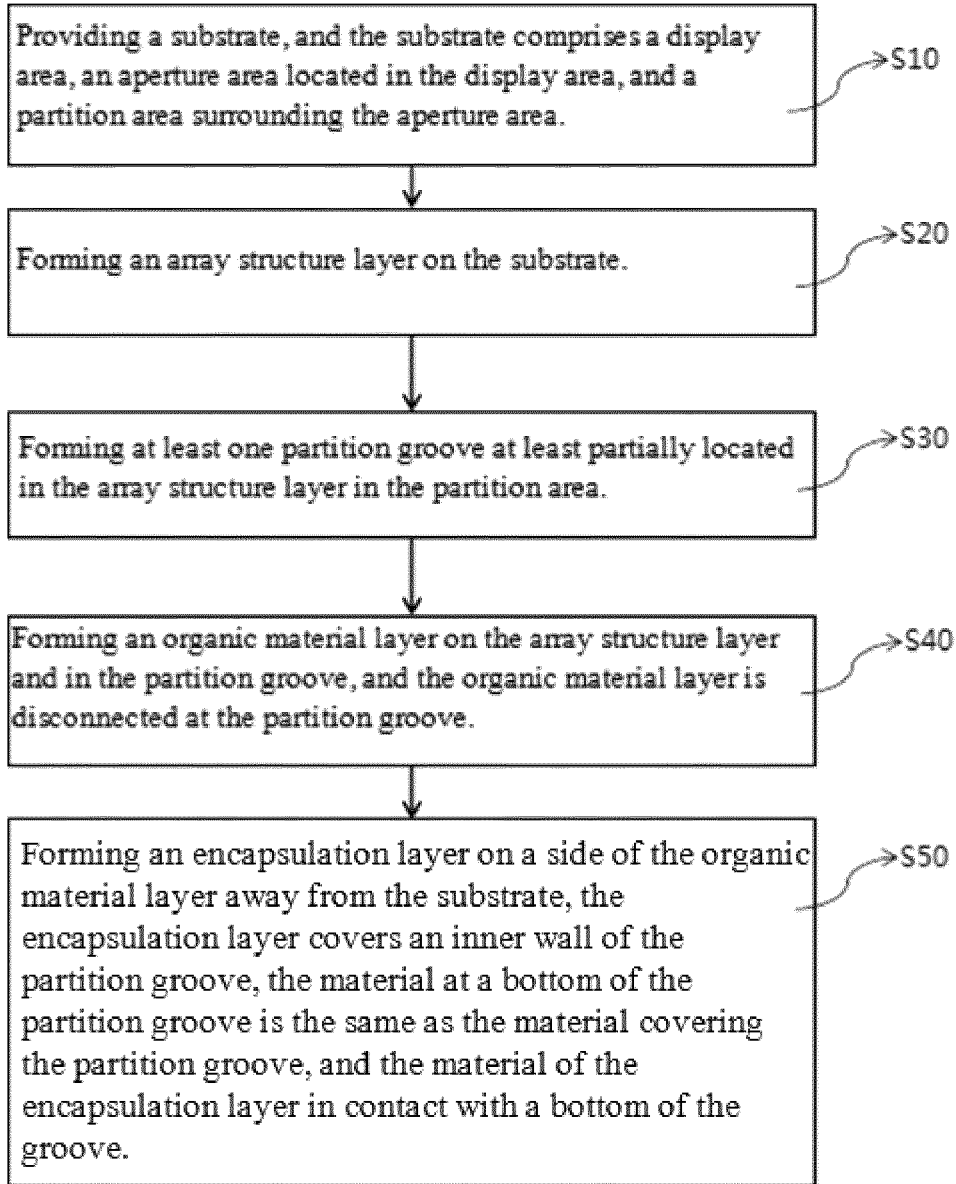 Providing a substrate, and the substrate comprises a display
area, an aperture area located in the display area, and a
partition area surrounding the aperture area.
S10
Forming an array structure layer on the substrate.
S20
Forming at least one partition groove at least partially located
in the array structure layer in the partition area.
S30
Forming an organic material layer on the array structure layer
and in the partition groove, and the organic material layer is
disconnected at the partition groove.
S40
Forming an encapsulation layer on a side of the organic
material layer away from the substrate, the
encapsulation layer covers an inner wall of the
partition groove, the material at a bottom of the
partition groove is the same as the material covering
the partition groove, and the material of the
encapsulation layer in contact with a bottom of the
groove.
S50